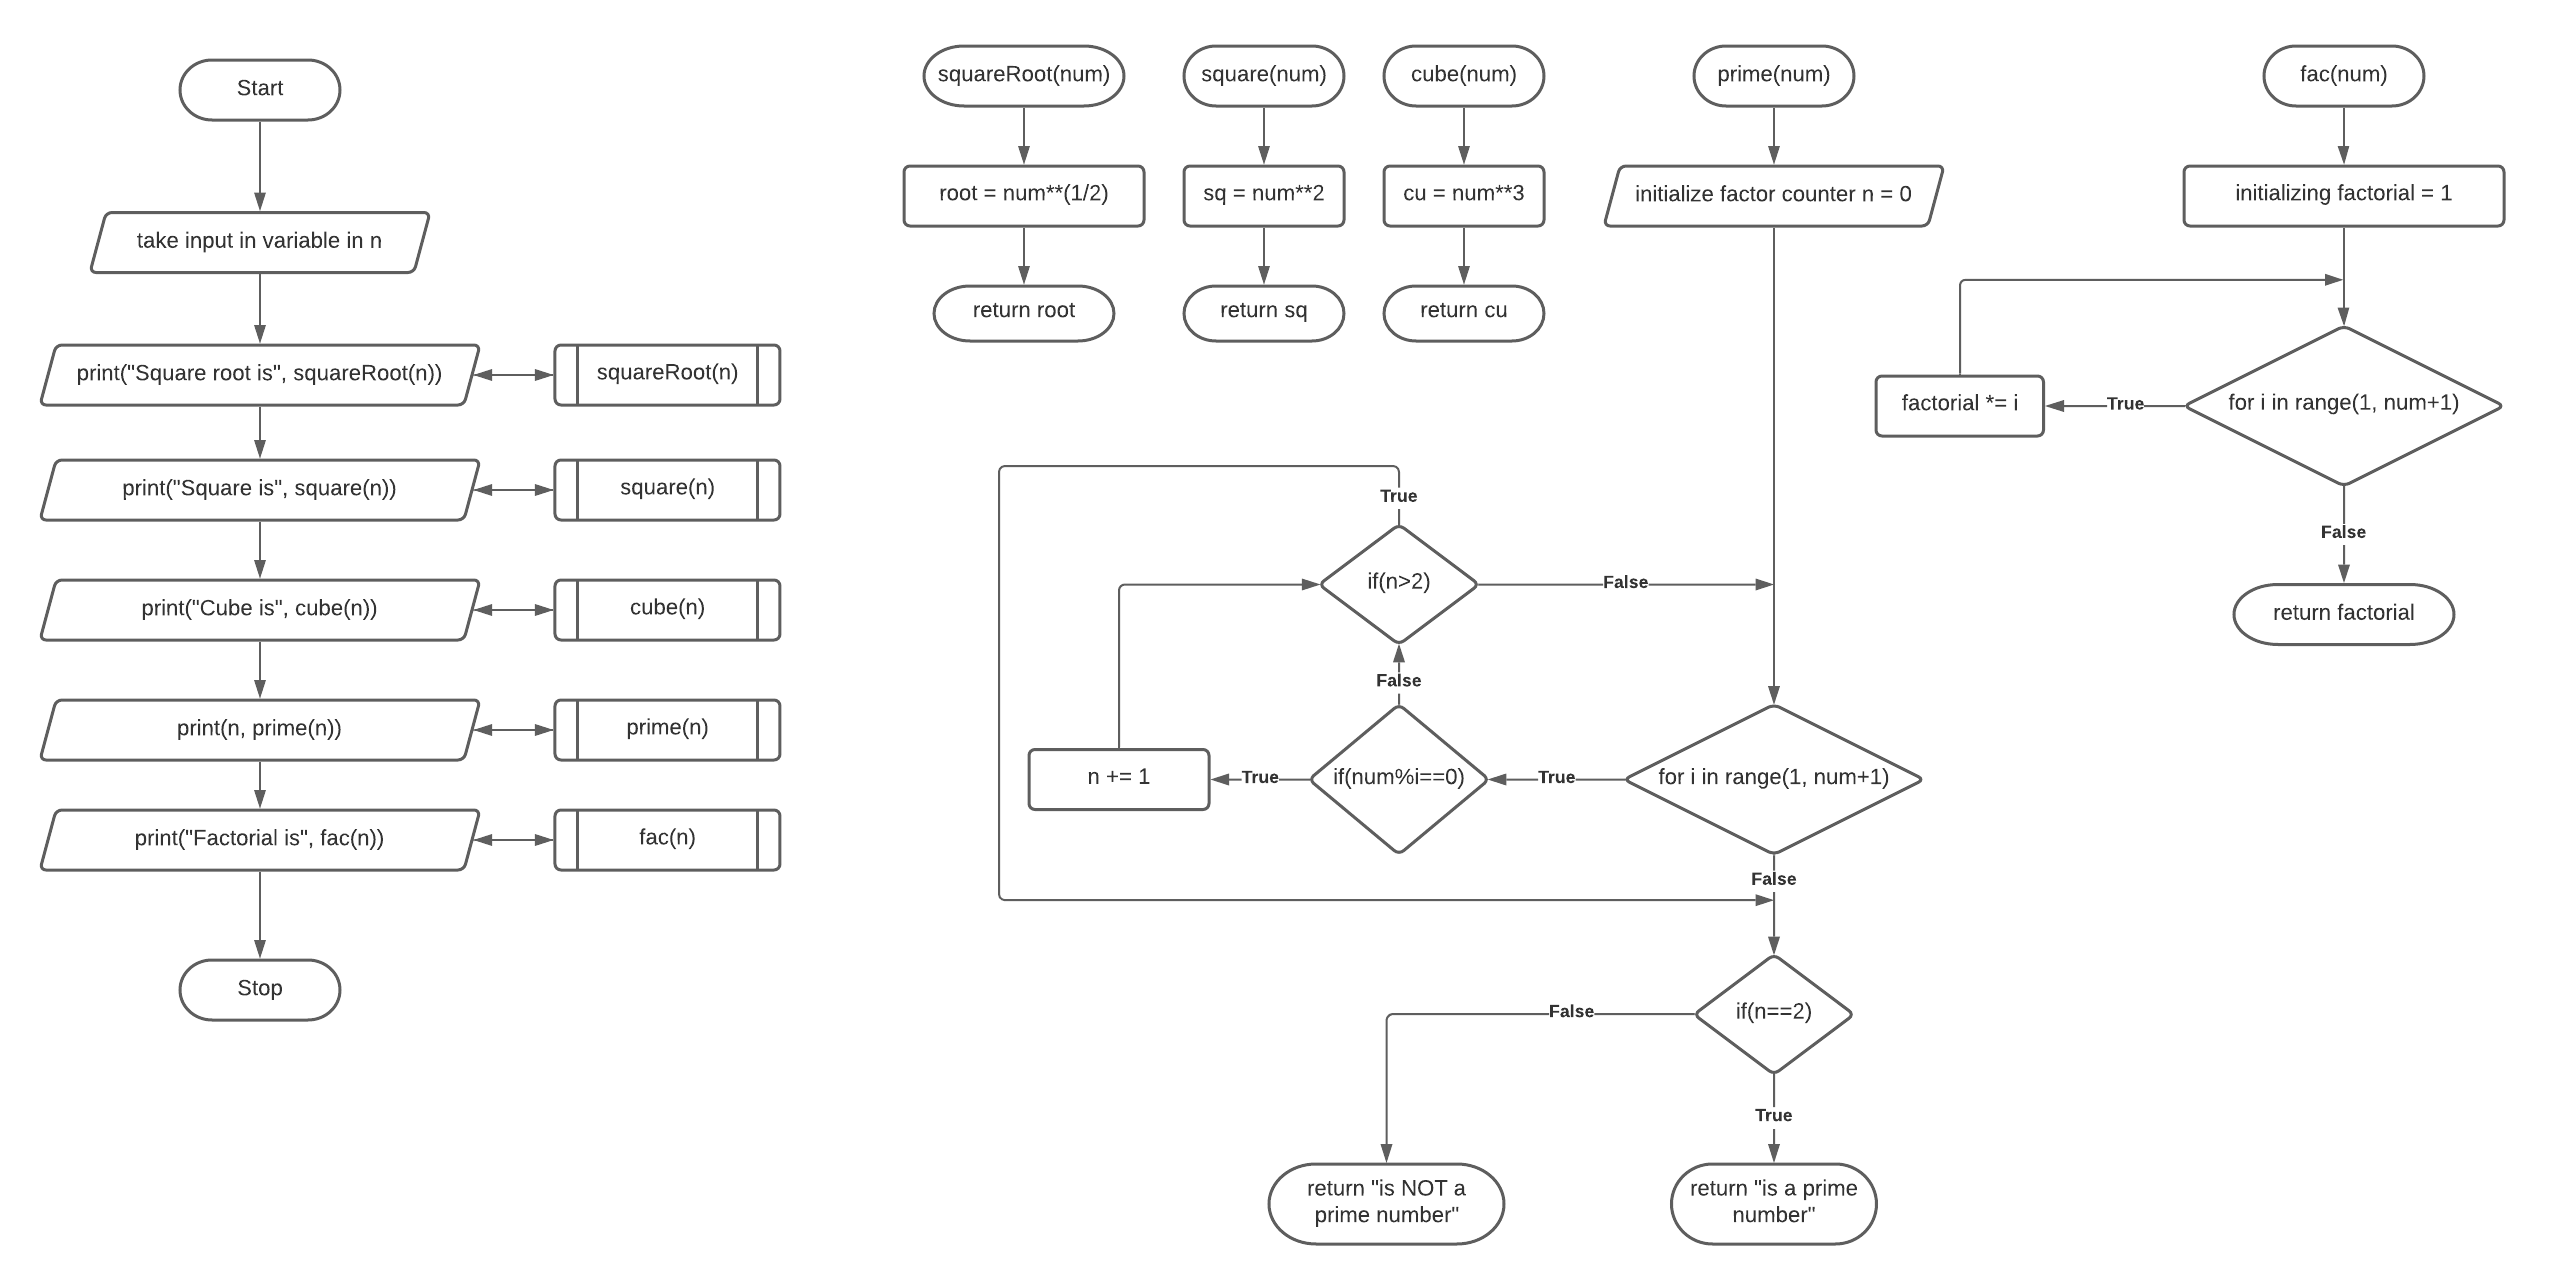 Start
take input in variable in n
print("Square root is", squareRoot(n))
squareRoot(n)
print("Square is", square(n))
square(n)
print("Cube is", cube(n))
cube(n)
print(n, prime(n))
prime(n)
print("Factorial is", fac(n))
fac(n)
Stop
squareRoot(num)
root = num**(1/2)
return root
square(num)
sq = num**2
return sq
cube(num)
cu = num**3
return cu
prime(num)
initialize factor counter n = 0
for i in range(1, num+1)
True
if(num%i==0)
True
n += 1
False
if(n>2)
True
False
False
if(n==2)
False
return "is NOT a
prime number"
True
return "is a prime
number"
fac(num)
initializing factorial = 1
for i in range(1, num+1)
True
factorial *= i
False
return factorial